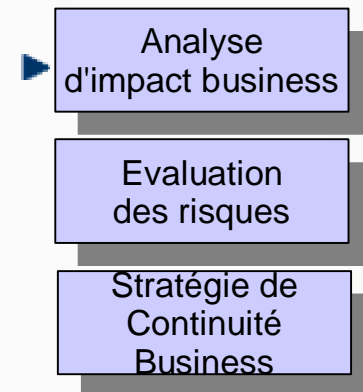 Analyse
d'impact business
Evaluation
des risques
Stratégie de
Continuité
Business